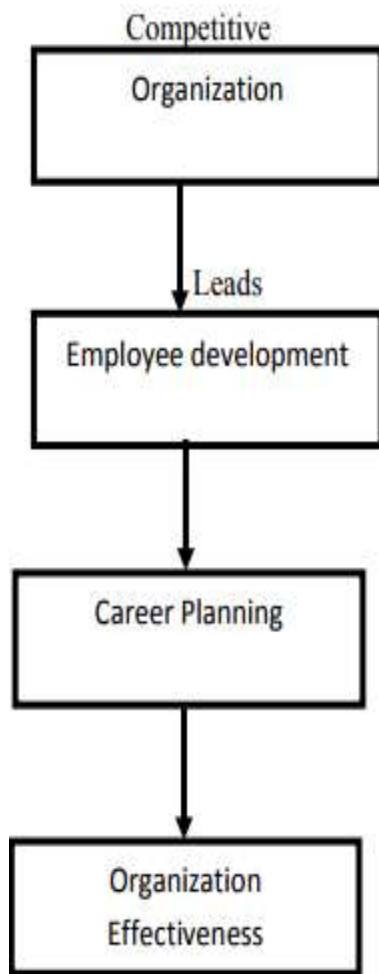 Competitive
Organization
Leads
Employee development
Career Planning
Organization
Effectiveness